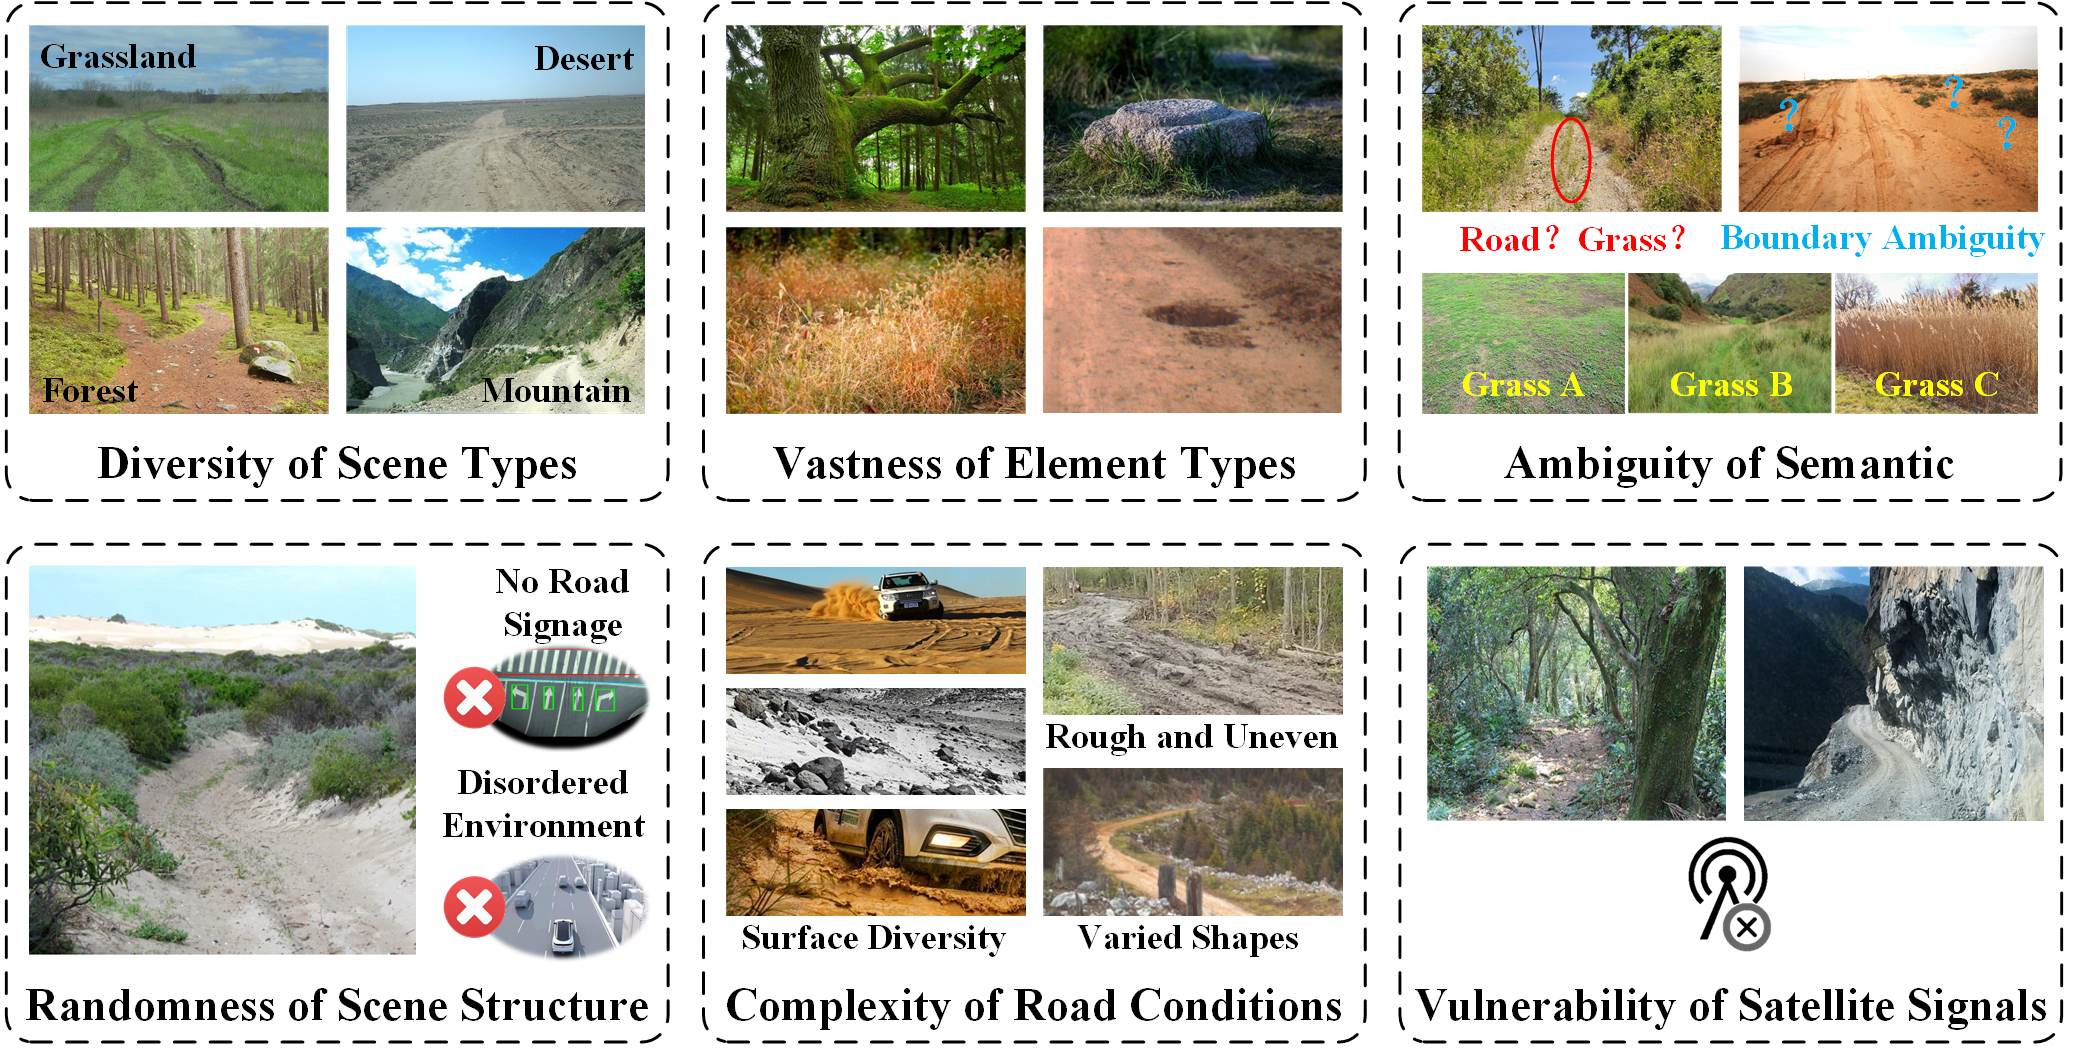 Grassland
Desert
Forest
Mountain
Diversity of Scene Types
Vastness of Element Types
?
?
?
Road? Grass?
Boundary Ambiguity
Grass A
Grass B
Grass C
Ambiguity of Semantic
No Road
Signage
Disordered
Environment
Randomness of Scene Structure
Rough and Uneven
Surface Diversity
Varied Shapes
Complexity of Road Conditions
Vulnerability of Satellite Signals